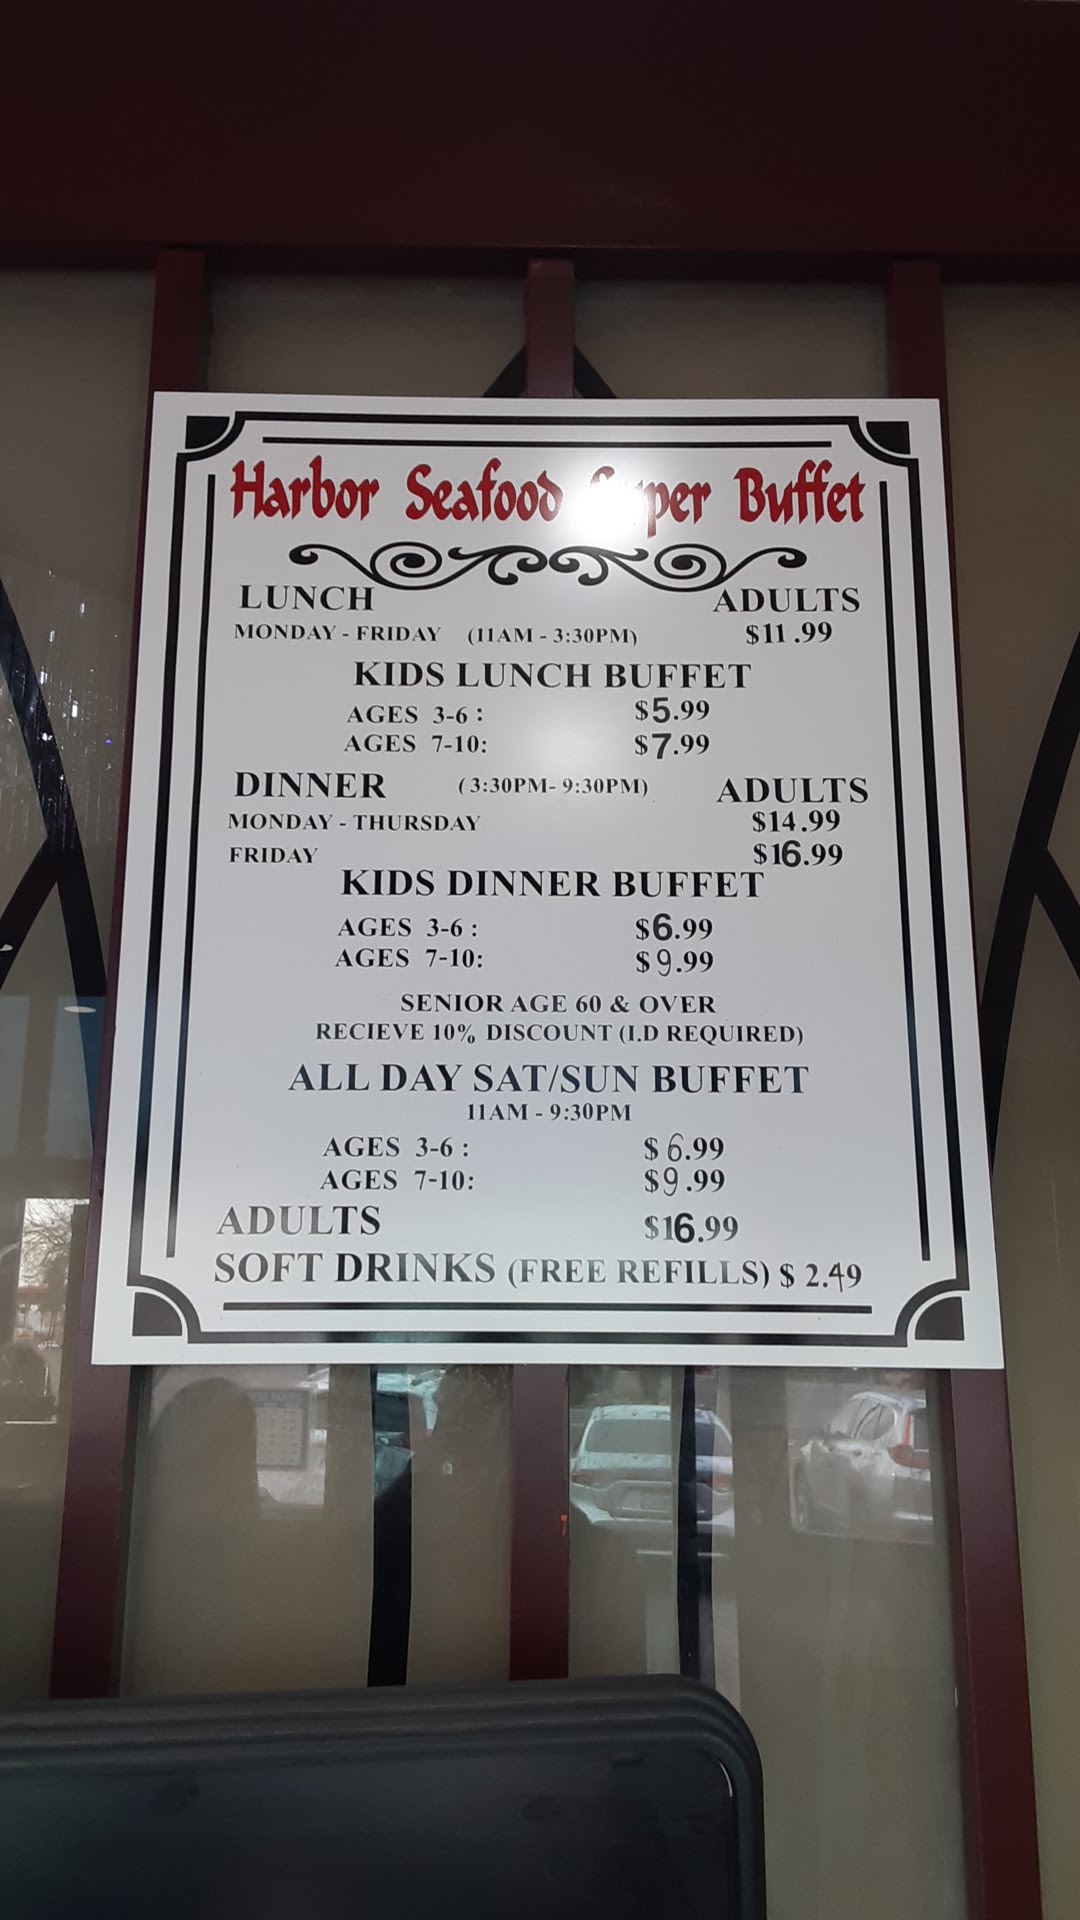 Harbor Seafood Buffet
LUNCH ADULTS
MONDAY - FRIDAY (11AM - 3:30PM) $11.99
KIDS LUNCH BUFFET
AGES 3-6 : $5.99
AGES 7-10: $7.99
DINNER (3:30PM- 9:30PM) ADULTS
MONDAY - THURSDAY $14.99
FRIDAY $16.99
KIDS DINNER BUFFET
AGES 3-6 : $6.99
AGES 7-10: $9.99
SENIOR AGE 60 & OVER
RECIEVE 10% DISCOUNT (I.D REQUIRED)
ALL DAY SAT/SUN BUFFET
11AM - 9:30PM
AGES 3-6 : $6.99
AGES 7-10: $9.99
ADULTS $16.99
SOFT DRINKS (FREE REFILLS) $ 2.49